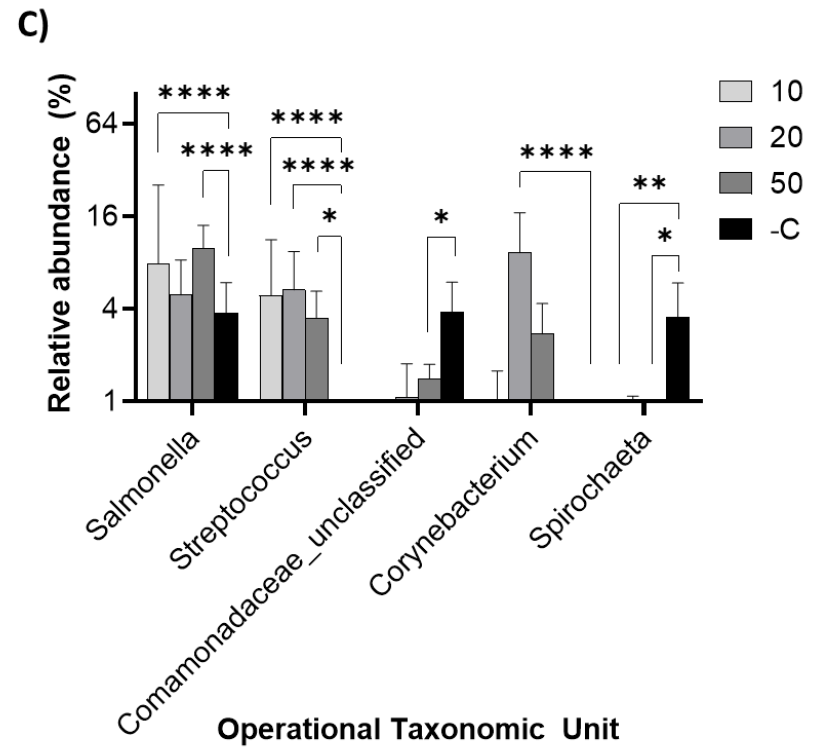 C)
Relative abundance (%)
64
16
4
1
****
****
****
****
*
*
****
**
*
10
20
50
-C
Salmonella
Streptococcus
Comamonadaceae_unclassified
Corynebacterium
Spirochaeta
Operational Taxonomic Unit